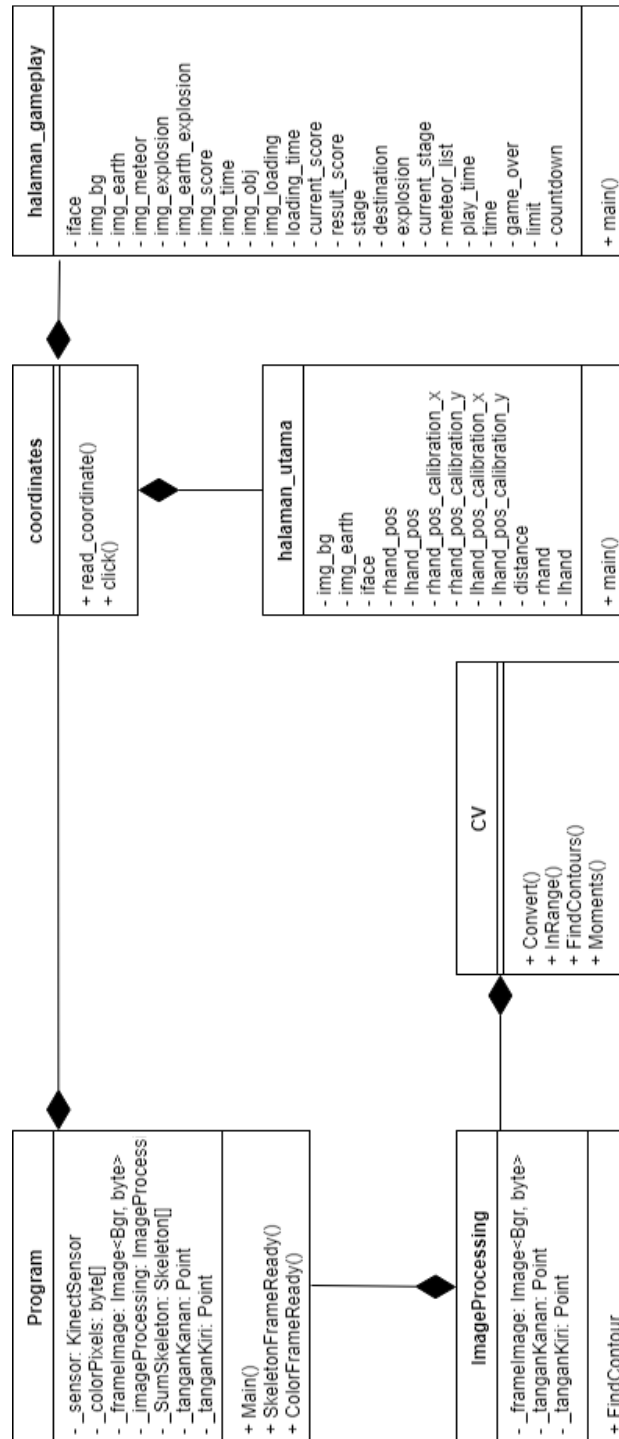 Program
- _sensor: KinectSensor
- _colorPixels: byte[]
- _frameImage: Image<Bgr, byte>
- _imageProcessing: ImageProcessi
- _SumSkeleton: Skeleton[]
- _tanganKanan: Point
- _tanganKiri: Point
+ Main()
+ SkeletonFrameReady()
+ ColorFrameReady()
coordinates
+ read_coordinate()
+ click()
halaman_gameplay
- iface
- img_bg
- img_earth
- img_meteor
- img_explosion
- img_earth_explosion
- img_score
- img_time
- img_obj
- img_loading
- loading_time
- current_score
- result_score
- stage
- destination
- explosion
- current_stage
- meteor_list
- play_time
- time
- game_over
- limit
- countdown
+ main()
halaman_utama
- img_bg
- img_earth
- iface
- rhand_pos
- lhand_pos
- rhand_pos_calibration_x
- rhand_pos_calibration_y
- lhand_pos_calibration_x
- lhand_pos_calibration_y
- distance
- rhand
- lhand
+ main()
ImageProcessing
- _frameImage: Image<Bgr, byte>
- _tanganKanan: Point
- _tanganKiri: Point
+ FindContour
CV
+ Convert()
+ InRange()
+ FindContours()
+ Moments()